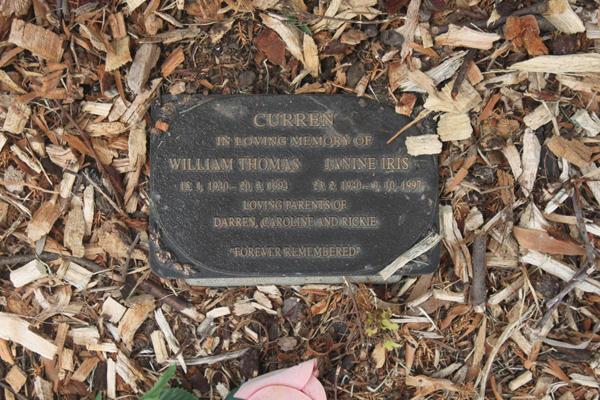 CURREN
IN LOVING MEMORY OF
WILLIAM THOMAS JANINE IRIS
LOVING PARENTS OF
DARREN, CAROLINE AND RICKIE
"FOREVER REMEMBERED"